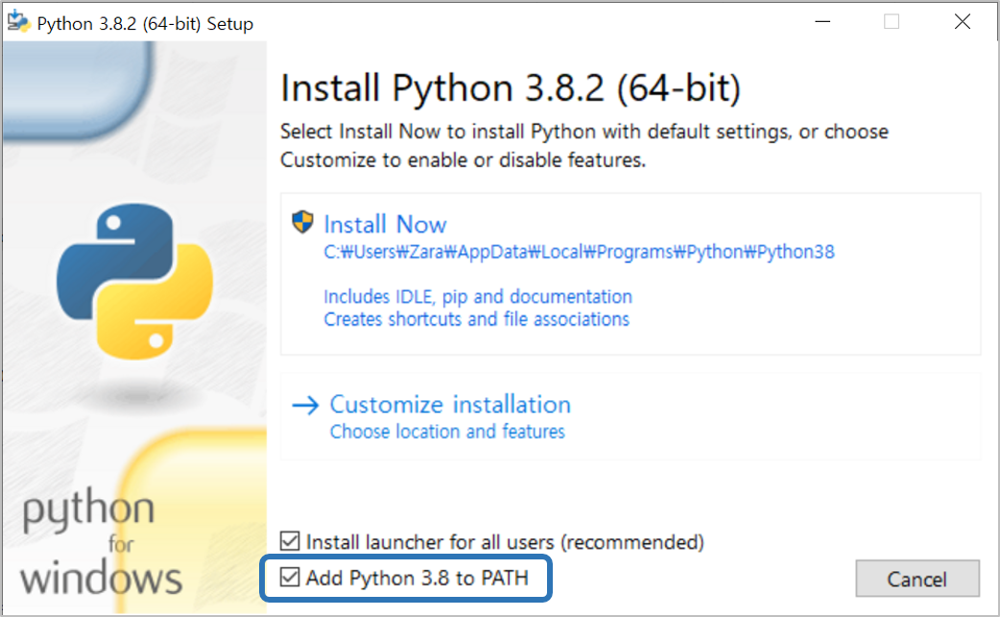 Python 3.8.2 (64-bit) Setup
Install Python 3.8.2 (64-bit)
Select Install Now to install Python with default settings, or choose
Customize to enable or disable features.
Install Now
C:₩Users₩Zara₩AppData₩Local₩Programs₩Python₩Python38
Includes IDLE, pip and documentation
Creates shortcuts and file associations
Customize installation
Choose location and features
python
for
windows
Install launcher for all users (recommended)
Add Python 3.8 to PATH
Cancel